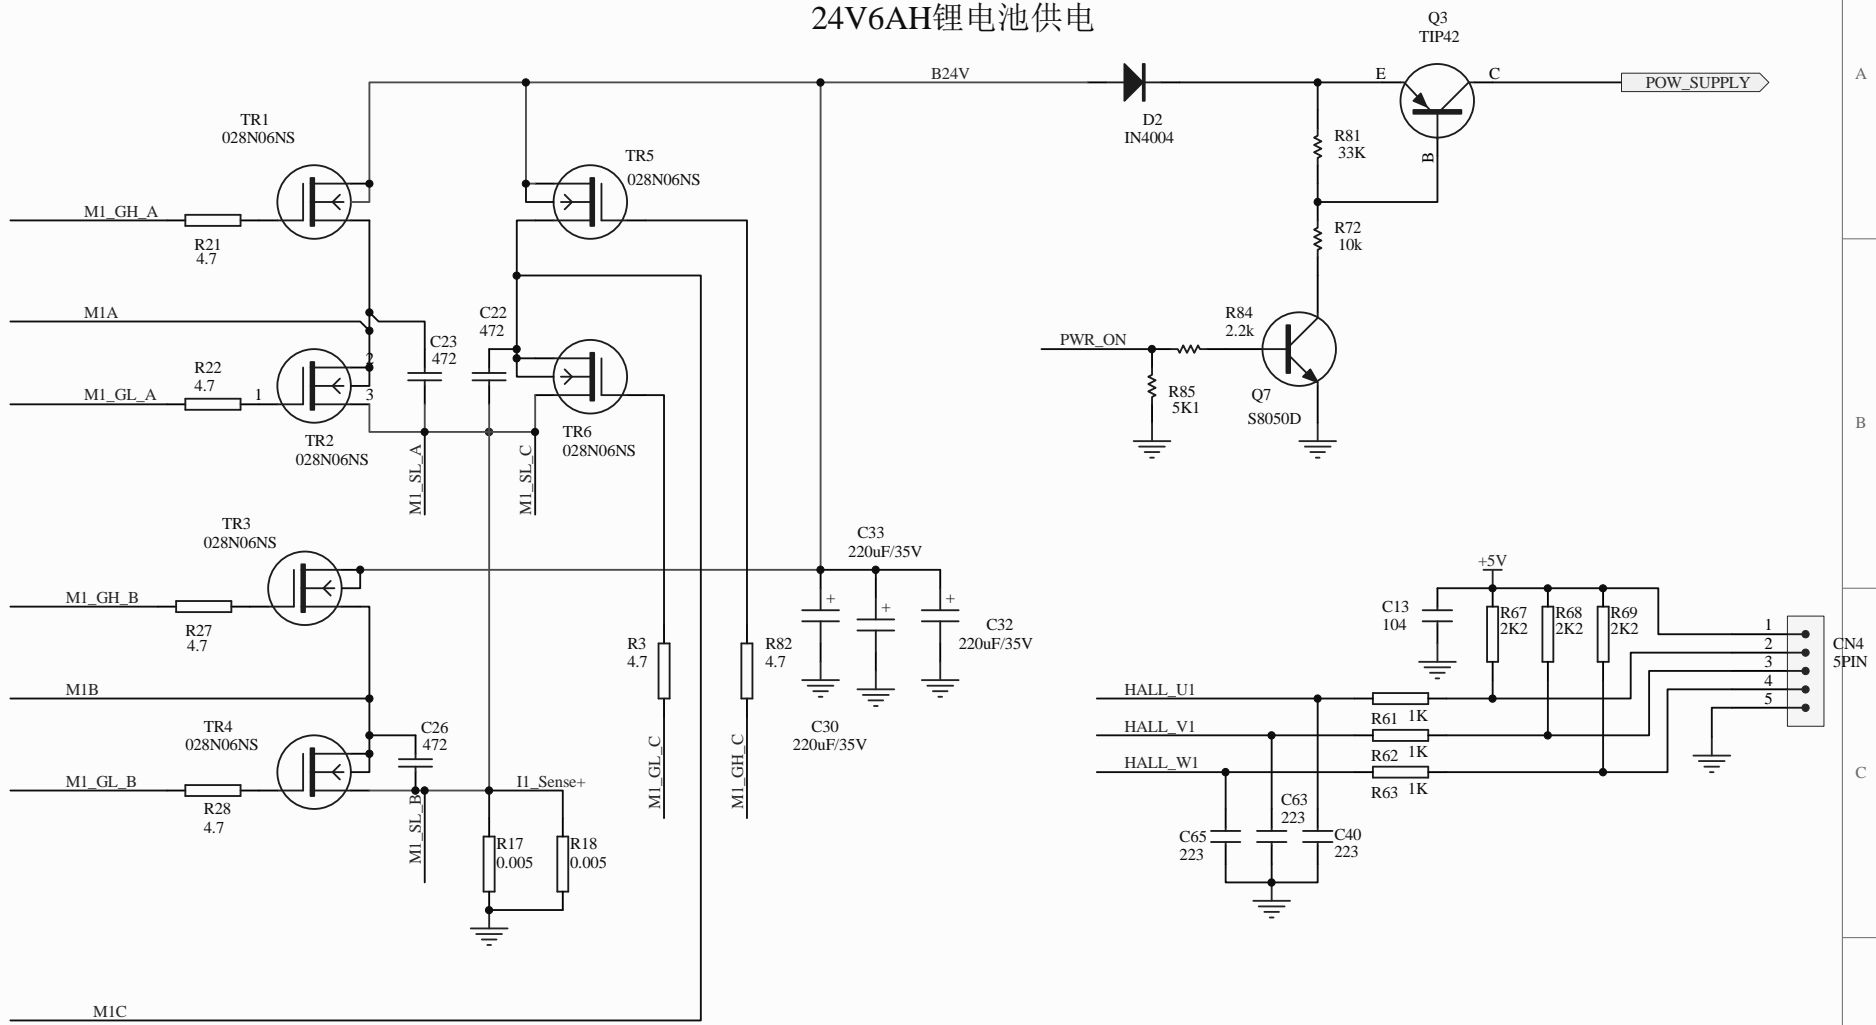 24V6AH锂电池供电
Q3
TIP42
A
B24V
E
C
POW_SUPPLY
TR1
028N06NS
D2
IN4004
R81
33K
B
TR5
028N06NS
M1_GH_A
R21
4.7
R72
10k
M1A
C22
472
C23
472
R84
2.2k
PWR_ON
2
R22
4.7
M1_GL_A
1
3
R85
5K1
Q7
S8050D
B
TR2
028N06NS
TR6
028N06NS
M1_SL_A
M1_SL_C
TR3
028N06NS
C33
220uF/35V
+5V
M1_GH_B
R27
4.7
+
+
+
C32
220uF/35V
C13
104
R67
2K2
R68
2K2
R69
2K2
1
2
3
4
5
CN4
5PIN
R3
4.7
R82
4.7
M1B
HALL_U1
R61
1K
TR4
028N06NS
C26
472
C30
220uF/35V
HALL_V1
R62
1K
M1_GL_B
R28
4.7
I1_Sense+
M1_GL_C
M1_GH_C
HALL_W1
R63
1K
C
M1_SL_B
R17
0.005
R18
0.005
C65
223
C63
223
C40
223
M1C